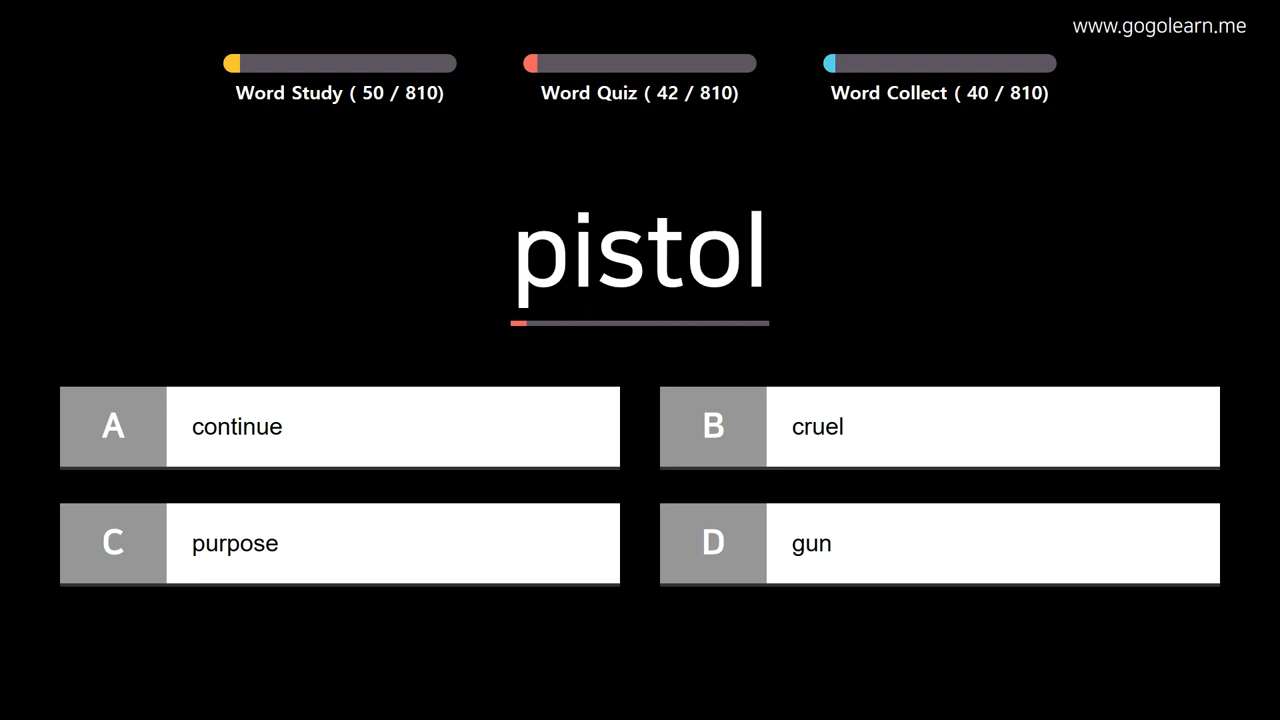 www.gogolearn.me
Word Study ( 50 / 810)
Word Quiz ( 42 / 810)
Word Collect ( 40 / 810)
pistol
A
continue
B
cruel
C
purpose
D
gun